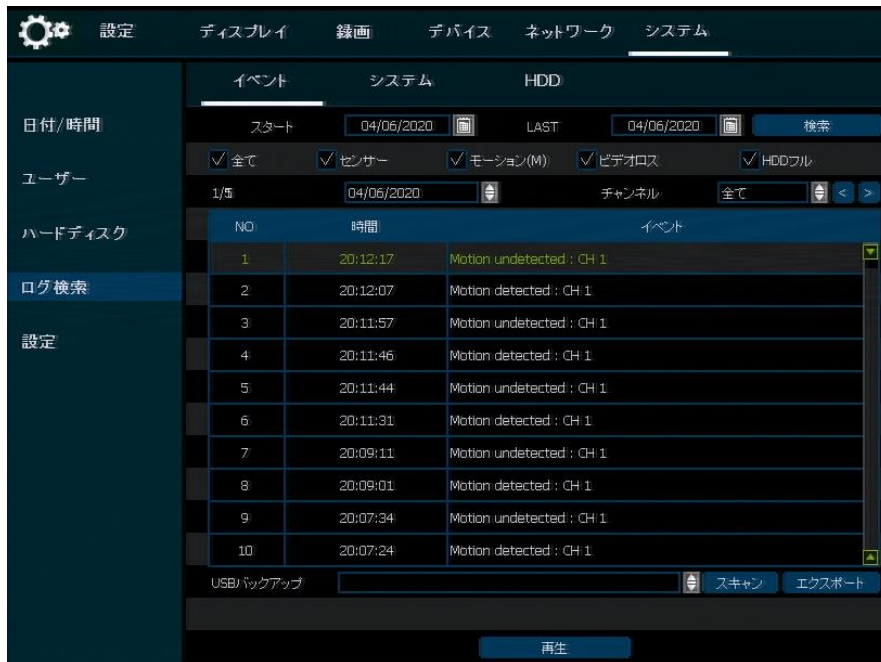 設定 ディスプレイ 録画 デバイス ネットワーク システム
イベント システム HDD
日付/時間
ユーザー
ハードディスク
ログ検索
設定
スタート 04/06/2020 LAST 04/06/2020 検索
全て センサー モーション(M) ビデオロス HDDフル
1/5 04/06/2020 チャンネル 全て < >
NO 時間 イベント
1 20:12:17 Motion undetected : CH 1
2 20:12:07 Motion detected : CH 1
3 20:11:57 Motion undetected : CH 1
4 20:11:46 Motion detected : CH 1
5 20:11:44 Motion undetected : CH 1
6 20:11:31 Motion detected : CH 1
7 20:09:11 Motion undetected : CH 1
8 20:09:01 Motion detected : CH 1
9 20:07:34 Motion undetected : CH 1
10 20:07:24 Motion detected : CH 1
USBバックアップ スキャン エクスポート
再生